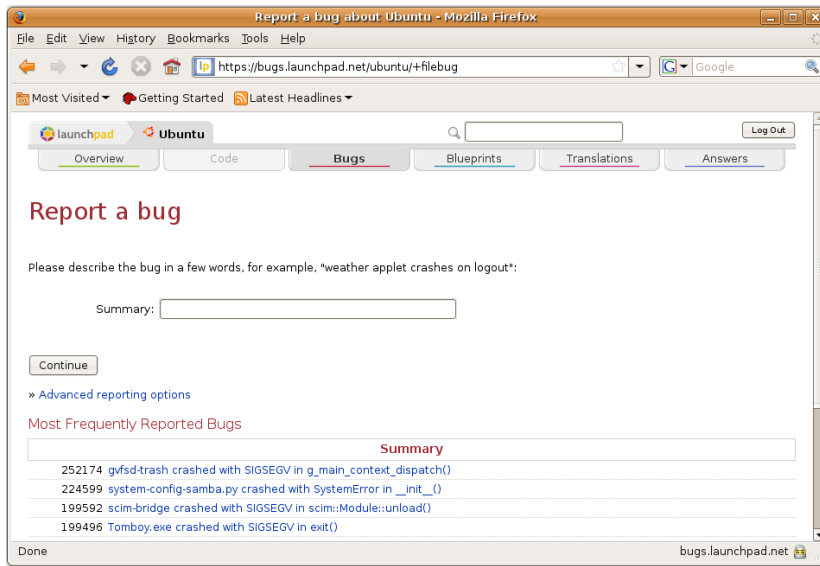 Report a bug about Ubuntu - Mozilla Firefox
File Edit View History Bookmarks Tools Help
lp https://bugs.launchpad.net/ubuntu/+filebug G Google
Most Visited Getting Started Latest Headlines
launchpad Ubuntu Log Out
Overview Code Bugs Blueprints Translations Answers
Report a bug
Please describe the bug in a few words, for example, "weather applet crashes on logout":
Summary:
Continue
» Advanced reporting options
Most Frequently Reported Bugs
Summary
252174 gvfsd-trash crashed with SIGSEGV in g_main_context_dispatch()
224599 system-config-samba.py crashed with SystemError in __init__()
199592 scim-bridge crashed with SIGSEGV in scim::Module::unload()
199496 Tomboy.exe crashed with SIGSEGV in exit()
Done bugs.launchpad.net